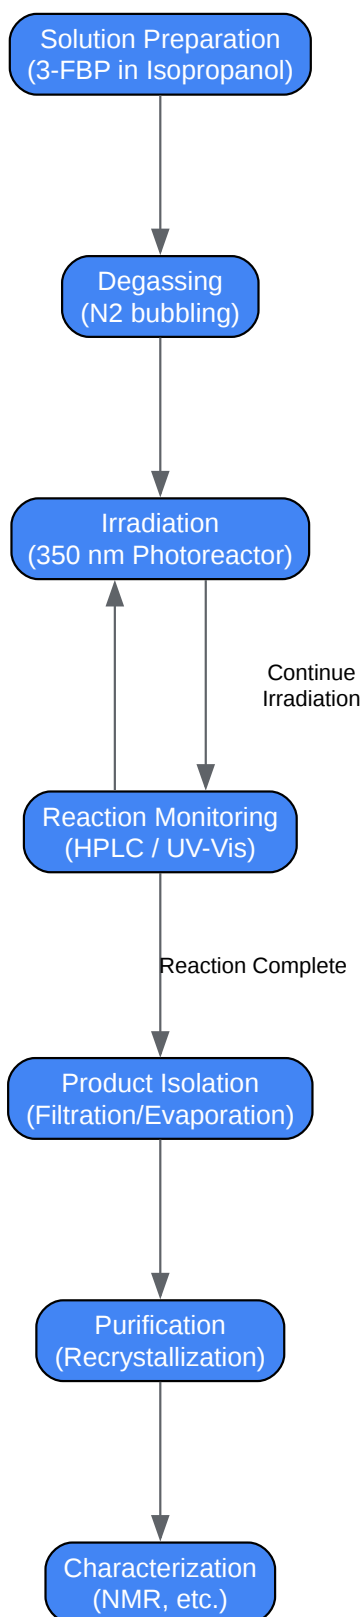 Solution Preparation
(3-FBP in Isopropanol)
Degassing
(N2 bubbling)
Irradiation
(350 nm Photoreactor)
Continue
Irradiation
Reaction Monitoring
(HPLC / UV-Vis)
Reaction Complete
Product Isolation
(Filtration/Evaporation)
Purification
(Recrystallization)
Characterization
(NMR, etc.)